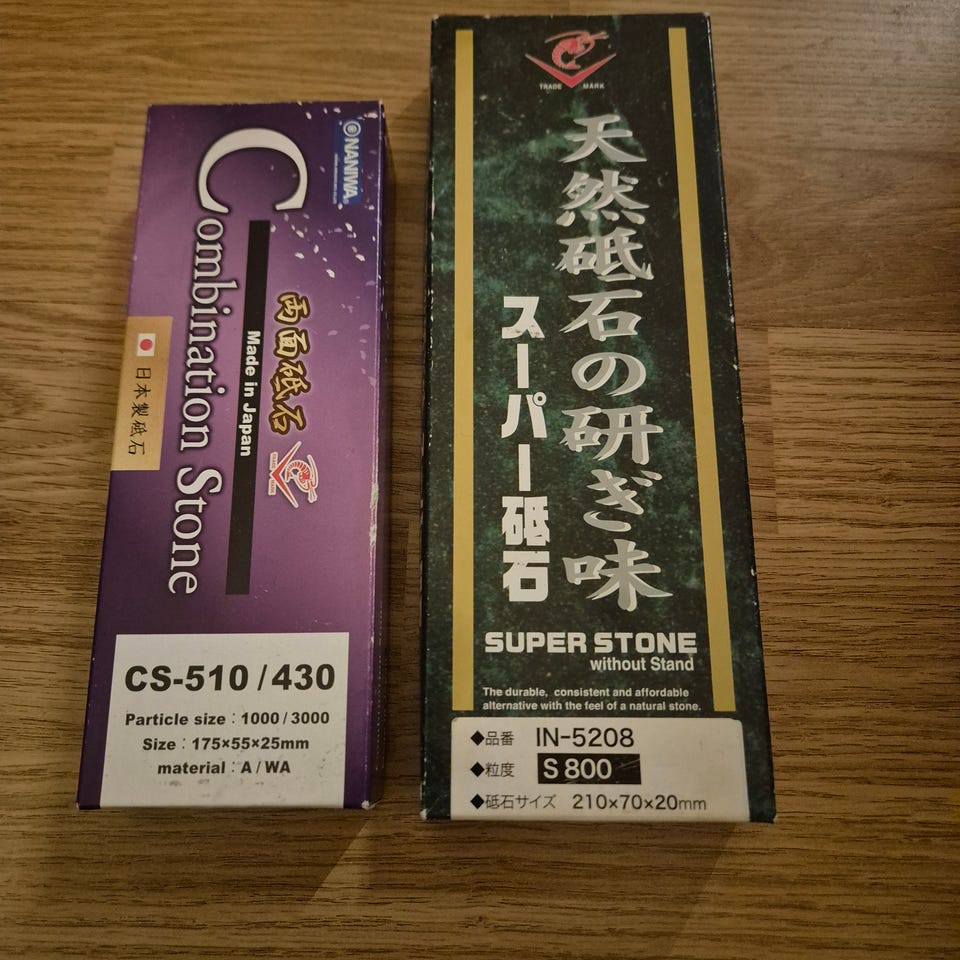 NANIWA
Combination Stone
Made in Japan
両面砥石
日本製砥石
CS-510 / 430
Particle size : 1000 / 3000
Size : 175×55×25mm
material : A / WA
TRADE MARK
天然砥石の研ぎ味
スーパー砥石
SUPER STONE
without Stand
The durable, consistent and affordable
alternative with the feel of a natural stone.
◆品番 IN-5208
◆粒度 S 800
◆砥石サイズ 210×70×20mm